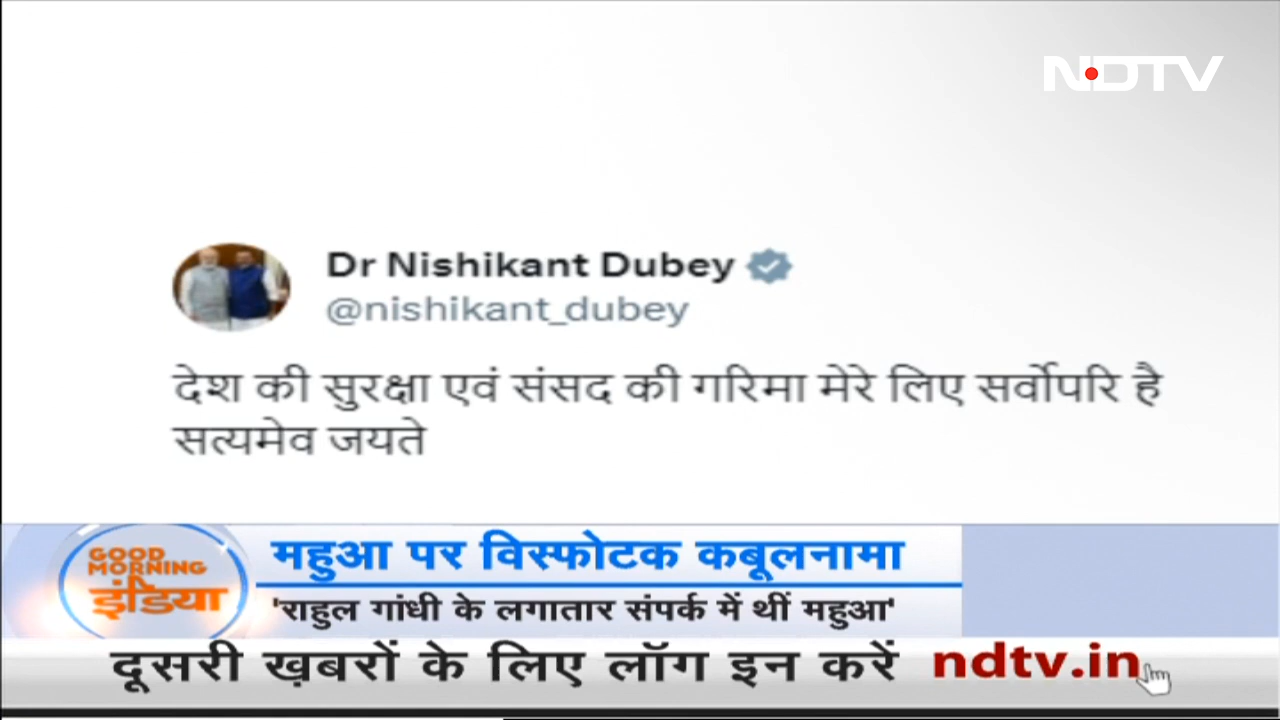 NDTV
Dr Nishikant Dubey
@nishikant_dubey
देश की सुरक्षा एवं संसद की गरिमा मेरे लिए सर्वोपरि है
सत्यमेव जयते
GOOD
MORNING
इंडिया
महुआ पर विस्फोटक कबूलनामा
'राहुल गांधी के लगातार संपर्क में थीं महुआ'
दूसरी ख़बरों के लिए लॉग इन करें ndtv.in